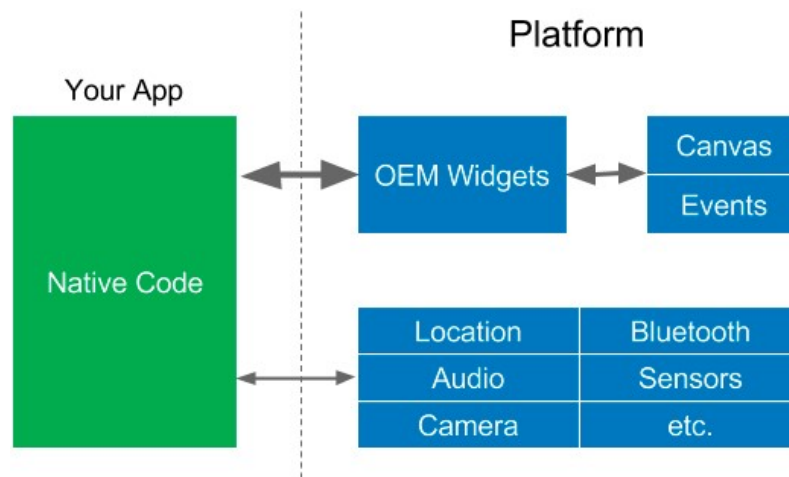 Platform
Your App
Native Code
OEM Widgets
Canvas
Events
Location
Bluetooth
Audio
Sensors
Camera
etc.